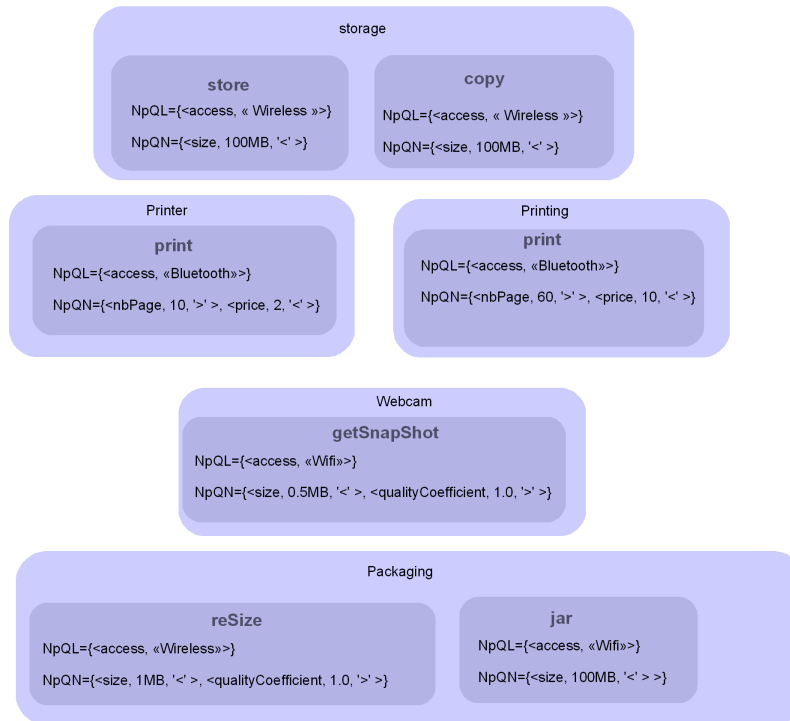 storage
store
NpQL={<access, « Wireless »>}
NpQN={<size, 100MB, '<' >}
copy
NpQL={<access, « Wireless »>}
NpQN={<size, 100MB, '<' >}
Printer
print
NpQL={<access, «Bluetooth»>}
NpQN={<nbPage, 10, '>' >, <price, 2, '<' >}
Printing
print
NpQL={<access, «Bluetooth»>}
NpQN={<nbPage, 60, '>' >, <price, 10, '<' >}
Webcam
getSnapShot
NpQL={<access, «Wifi»>}
NpQN={<size, 0.5MB, '<' >, <qualityCoefficient, 1.0, '>' >}
Packaging
reSize
NpQL={<access, «Wireless»>}
NpQN={<size, 1MB, '<' >, <qualityCoefficient, 1.0, '>' >}
jar
NpQL={<access, «Wifi»>}
NpQN={<size, 100MB, '<' > >}